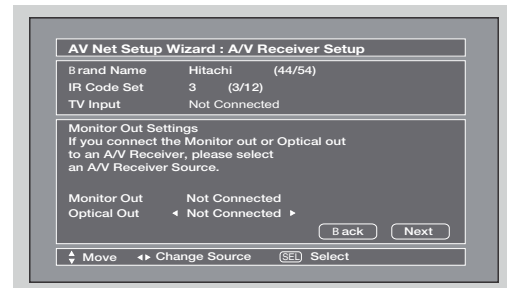 AV Net Setup Wizard : A/V Receiver Setup
Brand Name Hitachi (44/54)
IR Code Set 3 (3/12)
TV Input Not Connected
Monitor Out Settings
If you connect the Monitor out or Optical out
to an A/V Receiver, please select
an A/V Receiver Source.
Monitor Out Not Connected
Optical Out ◄ Not Connected ►
Back Next
▲▼ Move ◄► Change Source SEL Select